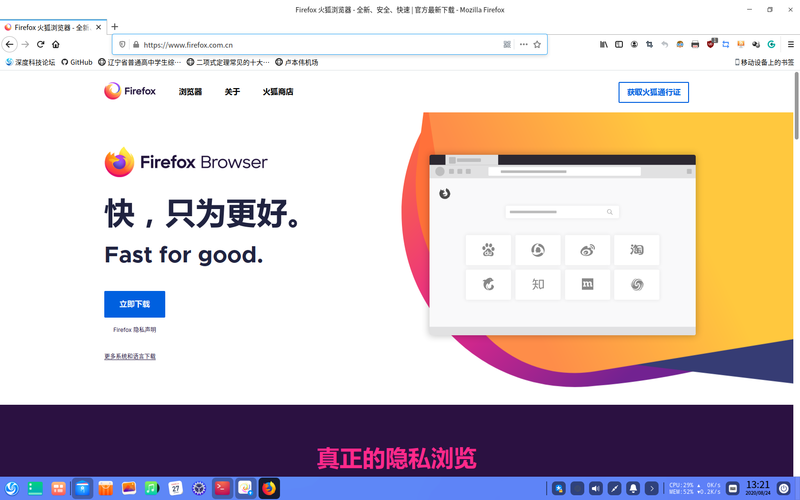 Firefox 火狐浏览器 - 全新、安全、快速 | 官方最新下载 - Mozilla Firefox
Firefox 火狐浏览器 - 全新、
https://www.firefox.com.cn
深度科技论坛 GitHub 辽宁省普通高中学生综… 二项式定理常见的十大… 卢本伟机场 移动设备上的书签
Firefox 浏览器 关于 火狐商店 获取火狐通行证
Firefox Browser
快，只为更好。
Fast for good.
知
立即下载
Firefox 隐私声明
更多系统和语言下载
真正的隐私浏览
27
CPU:29% ▲ 0K/s
MEM:52% ▼0.2K/s
13:21
2020/08/24